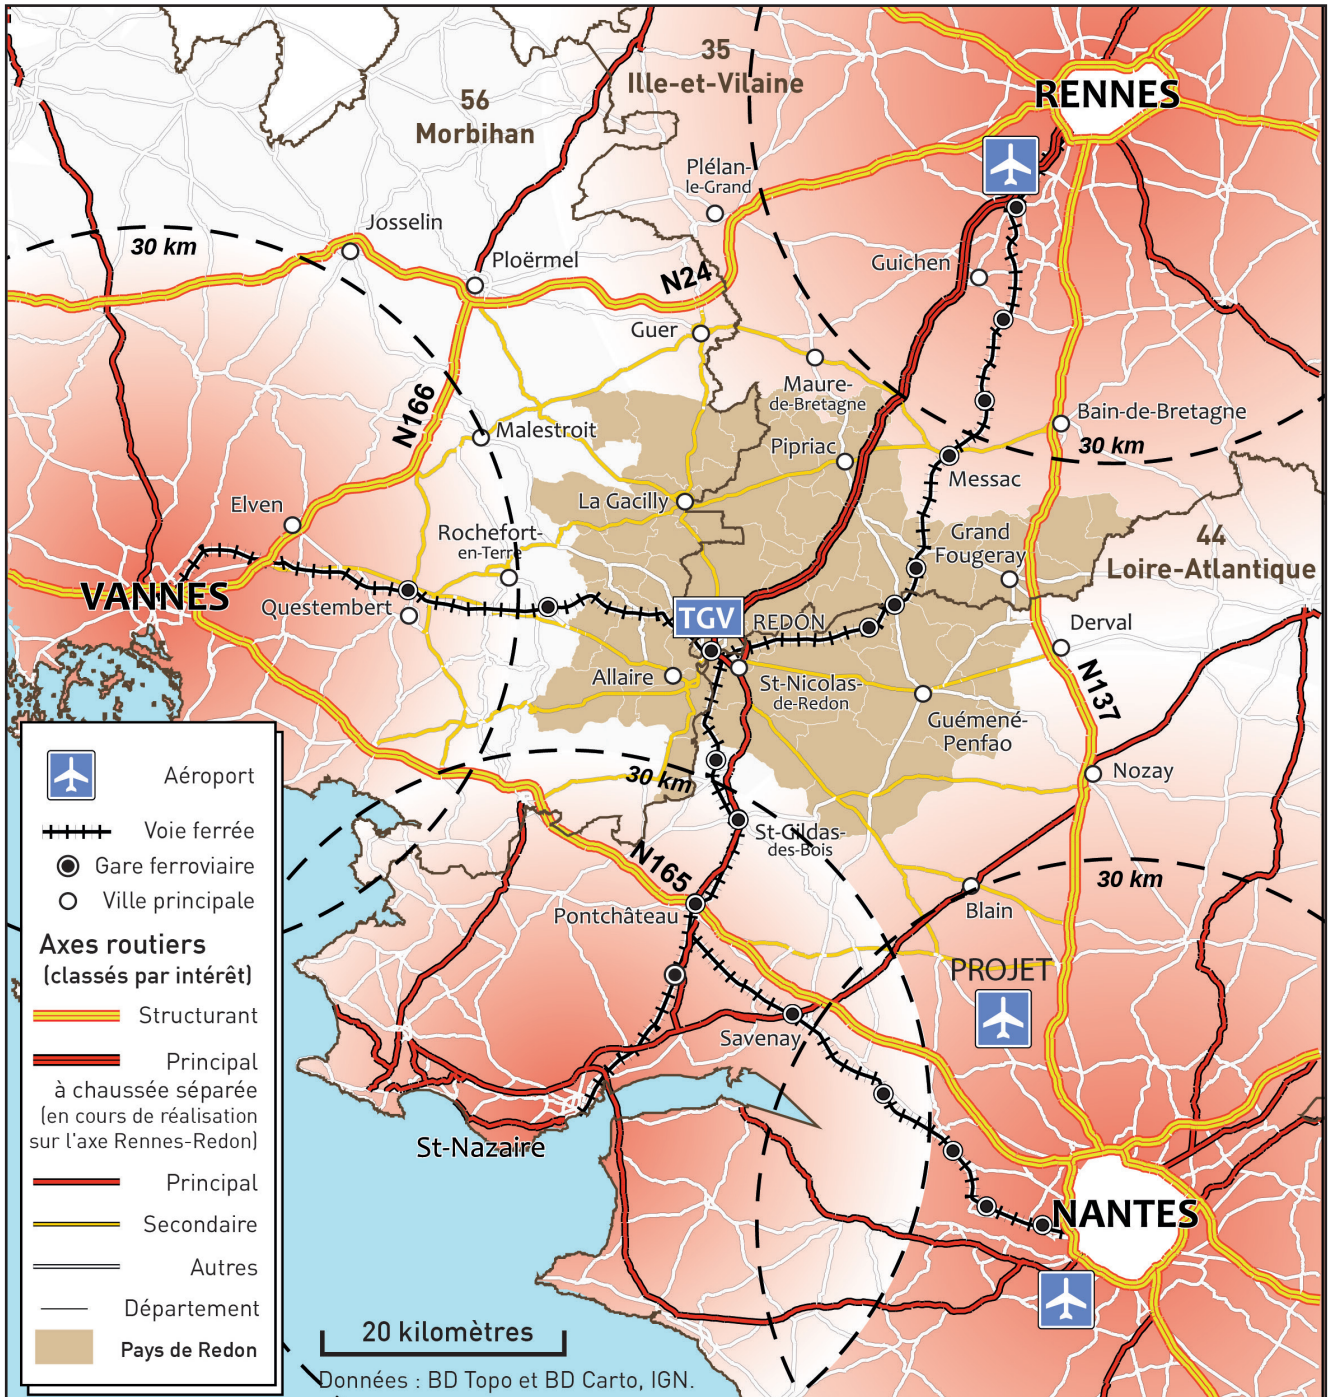 35
Ille-et-Vilaine
56
Morbihan
RENNES
Plélan-
le-Grand
Josselin
30 km
Ploërmel
N24
Guichen
Guer
Maure-
de-Bretagne
N166
Malestroit
Bain-de-Bretagne
30 km
Pipriac
Messac
La Gacilly
Elven
Rochefort-
en-Terre
Grand
Fougeray
44
Loire-Atlantique
VANNES
Questembert
TGV
REDON
Derval
Allaire
St-Nicolas-
de-Redon
N137
Guémené-
Penfao
30 km
Nozay
St-Gildas-
des-Bois
N165
30 km
Pontchâteau
Blain
PROJET
Savenay
St-Nazaire
NANTES
Aéroport
Voie ferrée
Gare ferroviaire
Ville principale
Axes routiers
(classés par intérêt)
Structurant
Principal
à chaussée séparée
(en cours de réalisation
sur l'axe Rennes-Redon)
Principal
Secondaire
Autres
Département
Pays de Redon
20 kilomètres
Données : BD Topo et BD Carto, IGN.